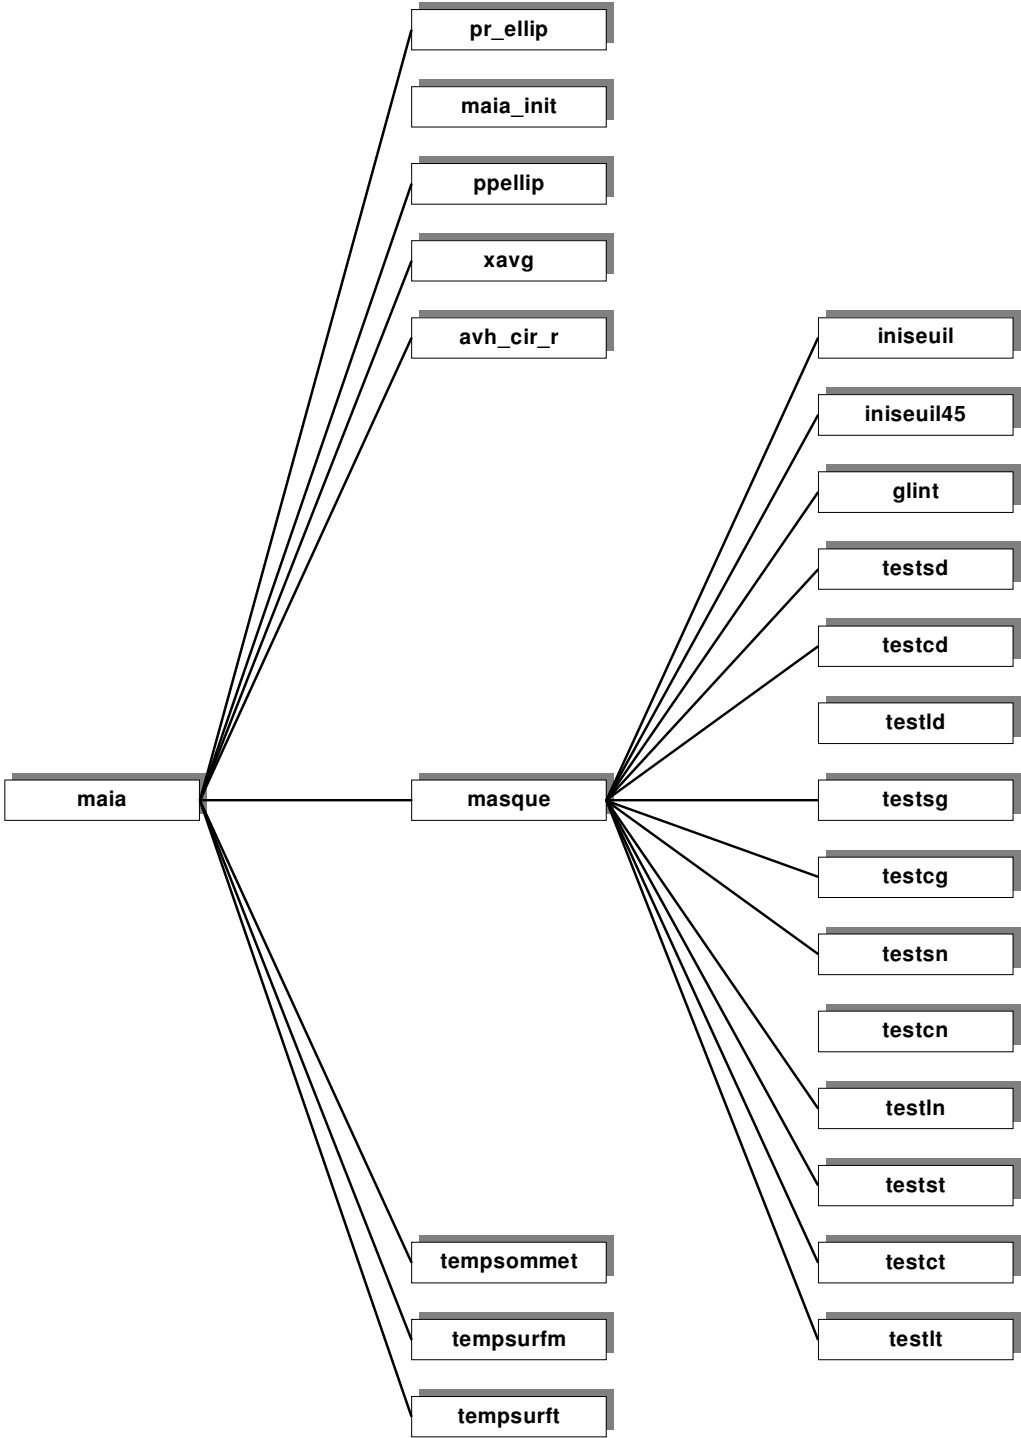 pr_ellip
maia_init
ppellip
xavg
avh_cir_r
iniseuil
iniseuil45
glint
testsd
testcd
testld
maia
masque
testsg
testcg
testsn
testcn
testln
testst
tempsommet
testct
tempsurfm
testlt
tempsurft